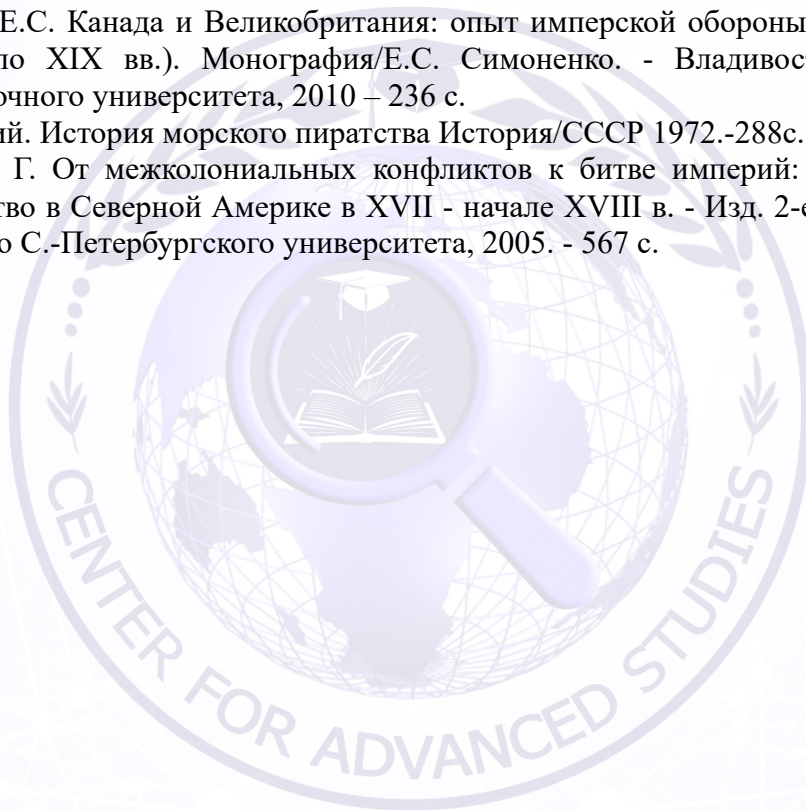 Е.С. Канада и Великобритания: опыт имперской обороны
ло XIX вв.). Монография/Е.С. Симоненко. - Владивос
очного университета, 2010 – 236 с.
ий. История морского пиратства История/СССР 1972.-288с.
Г. От межколониальных конфликтов к битве империй:
тво в Северной Америке в XVII - начале XVIII в. - Изд. 2-е
о С.-Петербургского университета, 2005. - 567 с.
CENTER FOR ADVANCED STUDIES